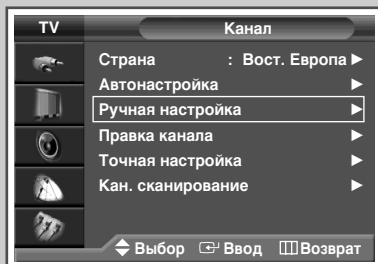 TV Канал
Страна : Вост. Европа ►
Автонастройка ►
Ручная настройка ►
Правка канала ►
Точная настройка ►
Кан. сканирование ►
Выбор Ввод Возврат